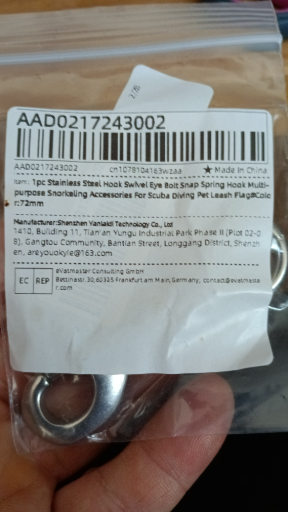 AAD0217243002
AAD0217243002 cn1078104163wzaa ★Made In China
Item: 1pc Stainless Steel Hook Swivel Eye Bolt Snap Spring Hook Multi-
purpose Snorkeling Accessories For Scuba Diving Pet Leash Flag#Colo
r:72mm
Manufacturer:Shenzhen Vanlaidi Technology Co., Ltd
1410, Building 11, Tian'an Yungu Industrial Park Phase II (Plot 02-0
8), Gangtou Community, Bantian Street, Longgang District, Shenzh
en, areyouokyle@163.com
EC REP
eVatmaster Consulting GmbH
Bettinastr. 30, 60325 Frankfurt am Main, Germany, contact@evatmaste
r.com